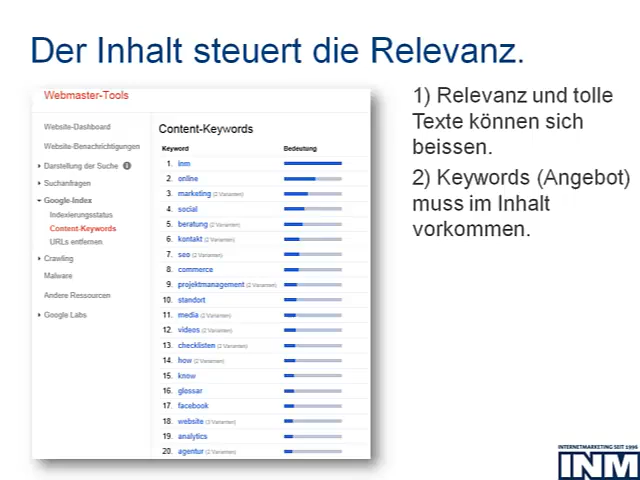 Der Inhalt steuert die Relevanz.
Webmaster-Tools
Website-Dashboard
Website-Benachrichtigungen
Darstellung der Suche
Suchanfragen
Google-Index
Indexierungsstatus
Content-Keywords
URLs entfernen
Crawling
Malware
Andere Ressourcen
Google Labs
Content-Keywords
Keyword Bedeutung
1. inm
2. online
3. marketing (2 Varianten)
4. social
5. beratung (2 Varianten)
6. kontakt (2 Varianten)
7. seo (2 Varianten)
8. commerce
9. projektmanagement (2 Varianten)
10. standort
11. media (2 Varianten)
12. videos (2 Varianten)
13. checklisten (2 Varianten)
14. how (2 Varianten)
15. know
16. glossar
17. facebook
18. website (3 Varianten)
19. analytics
20. agentur (2 Varianten)
1) Relevanz und tolle
Texte können sich
beissen.
2) Keywords (Angebot)
muss im Inhalt
vorkommen.
INTERNETMARKETING SEIT 1996
INM